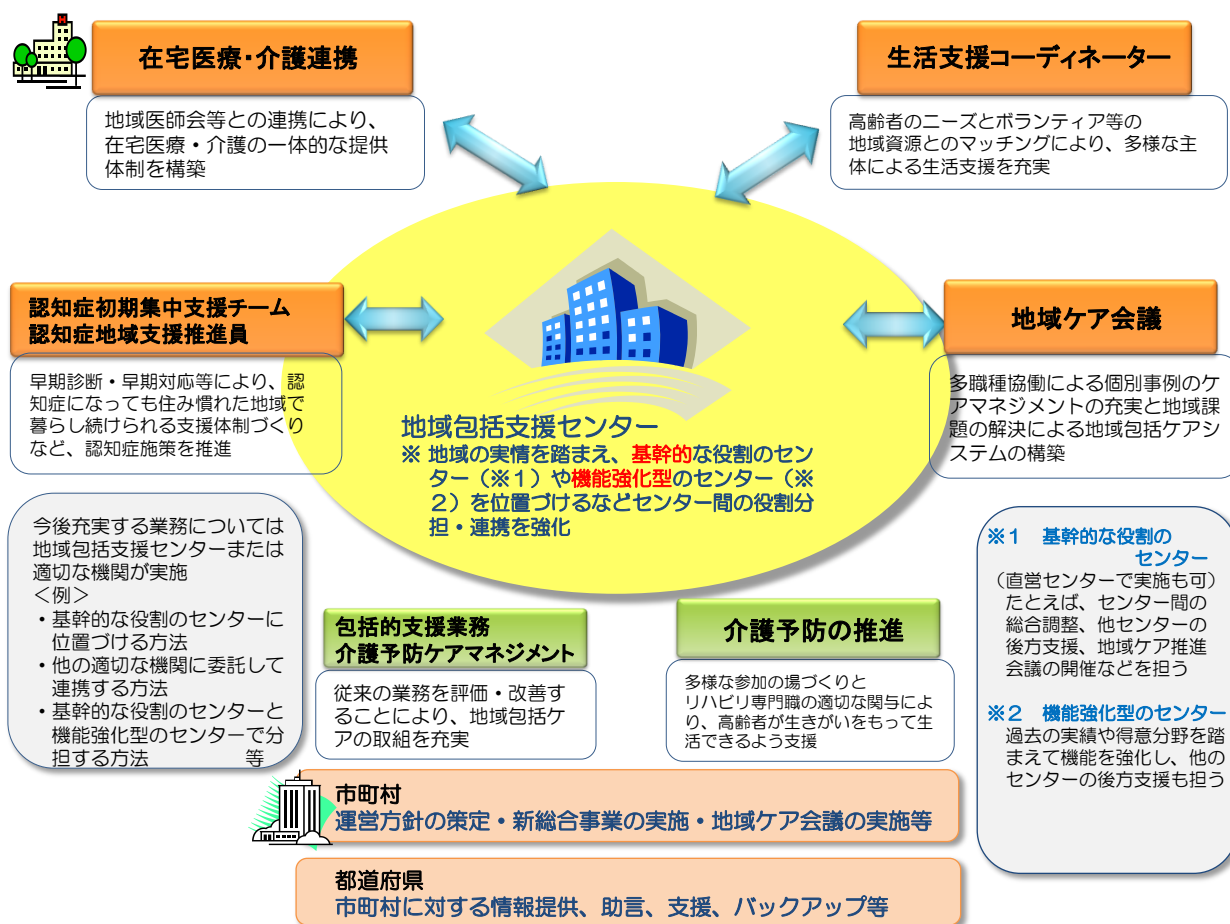 H
在宅医療・介護連携
地域医師会等との連携により、
在宅医療・介護の一体的な提供
体制を構築
生活支援コーディネーター
高齢者のニーズとボランティア等の
地域資源とのマッチングにより、多様な主
体による生活支援を充実
認知症初期集中支援チーム
認知症地域支援推進員
早期診断・早期対応等により、認
知症になっても住み慣れた地域で
暮らし続けられる支援体制づくり
など、認知症施策を推進
地域包括支援センター
※ 地域の実情を踏まえ、基幹的な役割のセン
ター（※１）や機能強化型のセンター（※
２）を位置づけるなどセンター間の役割分
担・連携を強化
地域ケア会議
多職種協働による個別事例のケ
アマネジメントの充実と地域課
題の解決による地域包括ケアシ
ステムの構築
今後充実する業務については
地域包括支援センターまたは
適切な機関が実施
＜例＞
・基幹的な役割のセンターに
位置づける方法
・他の適切な機関に委託して
連携する方法
・基幹的な役割のセンターと
機能強化型のセンターで分
担する方法 等
包括的支援業務
介護予防ケアマネジメント
従来の業務を評価・改善す
ることにより、地域包括ケ
アの取組を充実
介護予防の推進
多様な参加の場づくりと
リハビリ専門職の適切な関与によ
り、高齢者が生きがいをもって生
活できるよう支援
※１ 基幹的な役割の
センター
（直営センターで実施も可）
たとえば、センター間の
総合調整、他センターの
後方支援、地域ケア推進
会議の開催などを担う
※２ 機能強化型のセンター
過去の実績や得意分野を踏
まえて機能を強化し、他の
センターの後方支援も担う
市町村
運営方針の策定・新総合事業の実施・地域ケア会議の実施等
都道府県
市町村に対する情報提供、助言、支援、バックアップ等